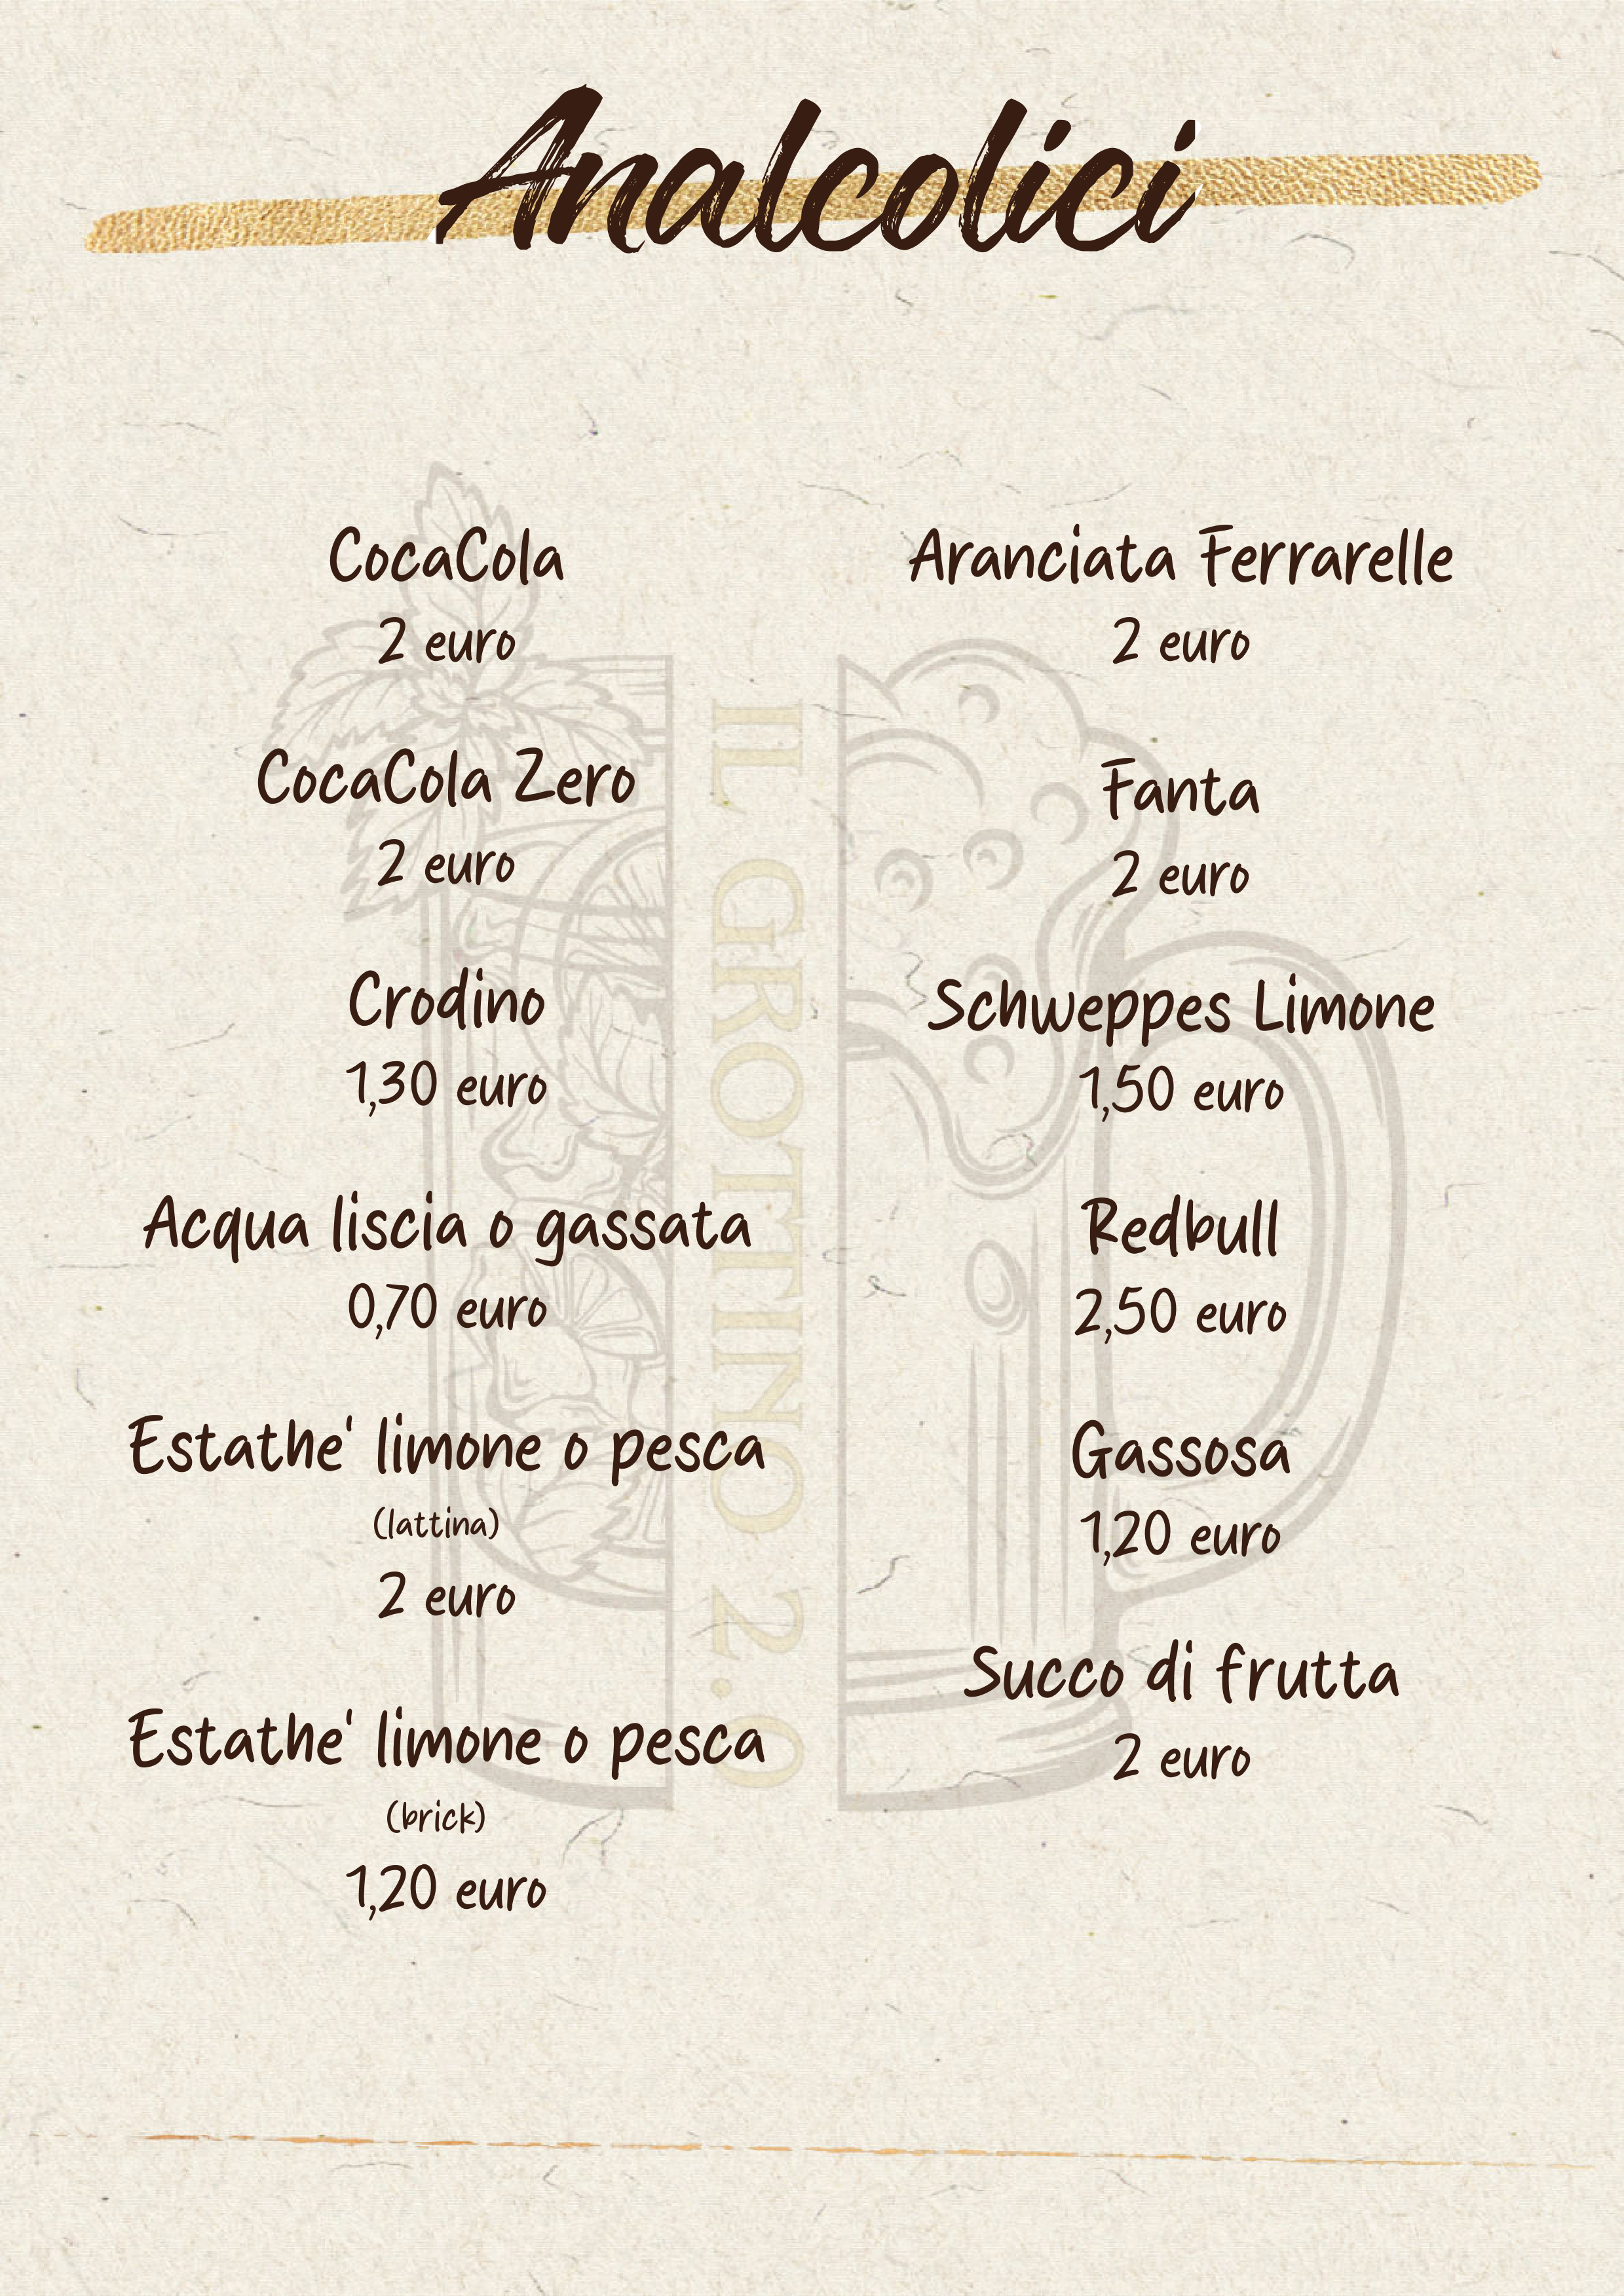 Analcolici
CocaCola
2 euro
CocaCola Zero
2 euro
Crodino
1,30 euro
Acqua liscia o gassata
0,70 euro
Estathe' limone o pesca
(lattina)
2 euro
Estathe' limone o pesca
(brick)
1,20 euro
IL GROTTINO 2.0
Aranciata Ferrarelle
2 euro
Fanta
2 euro
Schweppes Limone
1,50 euro
Redbull
2,50 euro
Gassosa
1,20 euro
Succo di frutta
2 euro